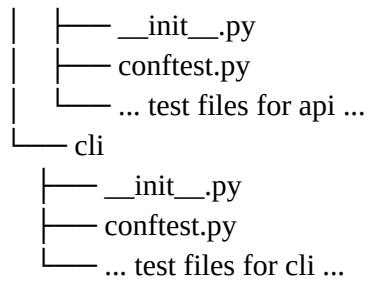 │   ├── __init__.py
│   ├── conftest.py
│   └── ... test files for api ...
└── cli
    ├── __init__.py
    ├── conftest.py
    └── ... test files for cli ...